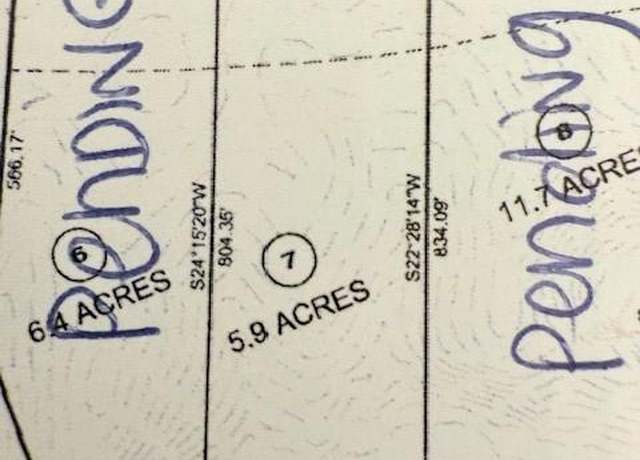 566.17'
PENDING
6
6.4 ACRES
S24°15'20"W
804.35'
7
5.9 ACRES
S22°28'14"W
834.09'
Pending
8
11.7 ACRES